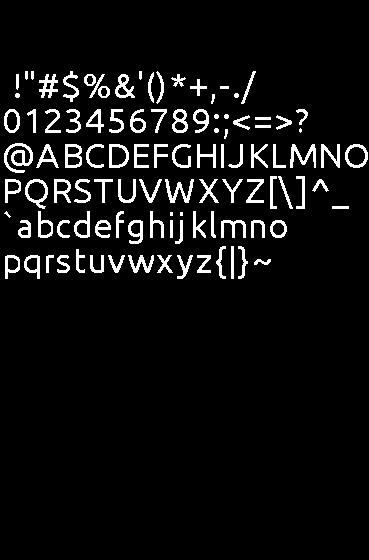 !"#$%&'()*+,-./
0123456789:;<=>?
@ABCDEFGHIJKLMNO
PQRSTUVWXYZ[\]^_
`abcdefghijklmno
pqrstuvwxyz{|}~